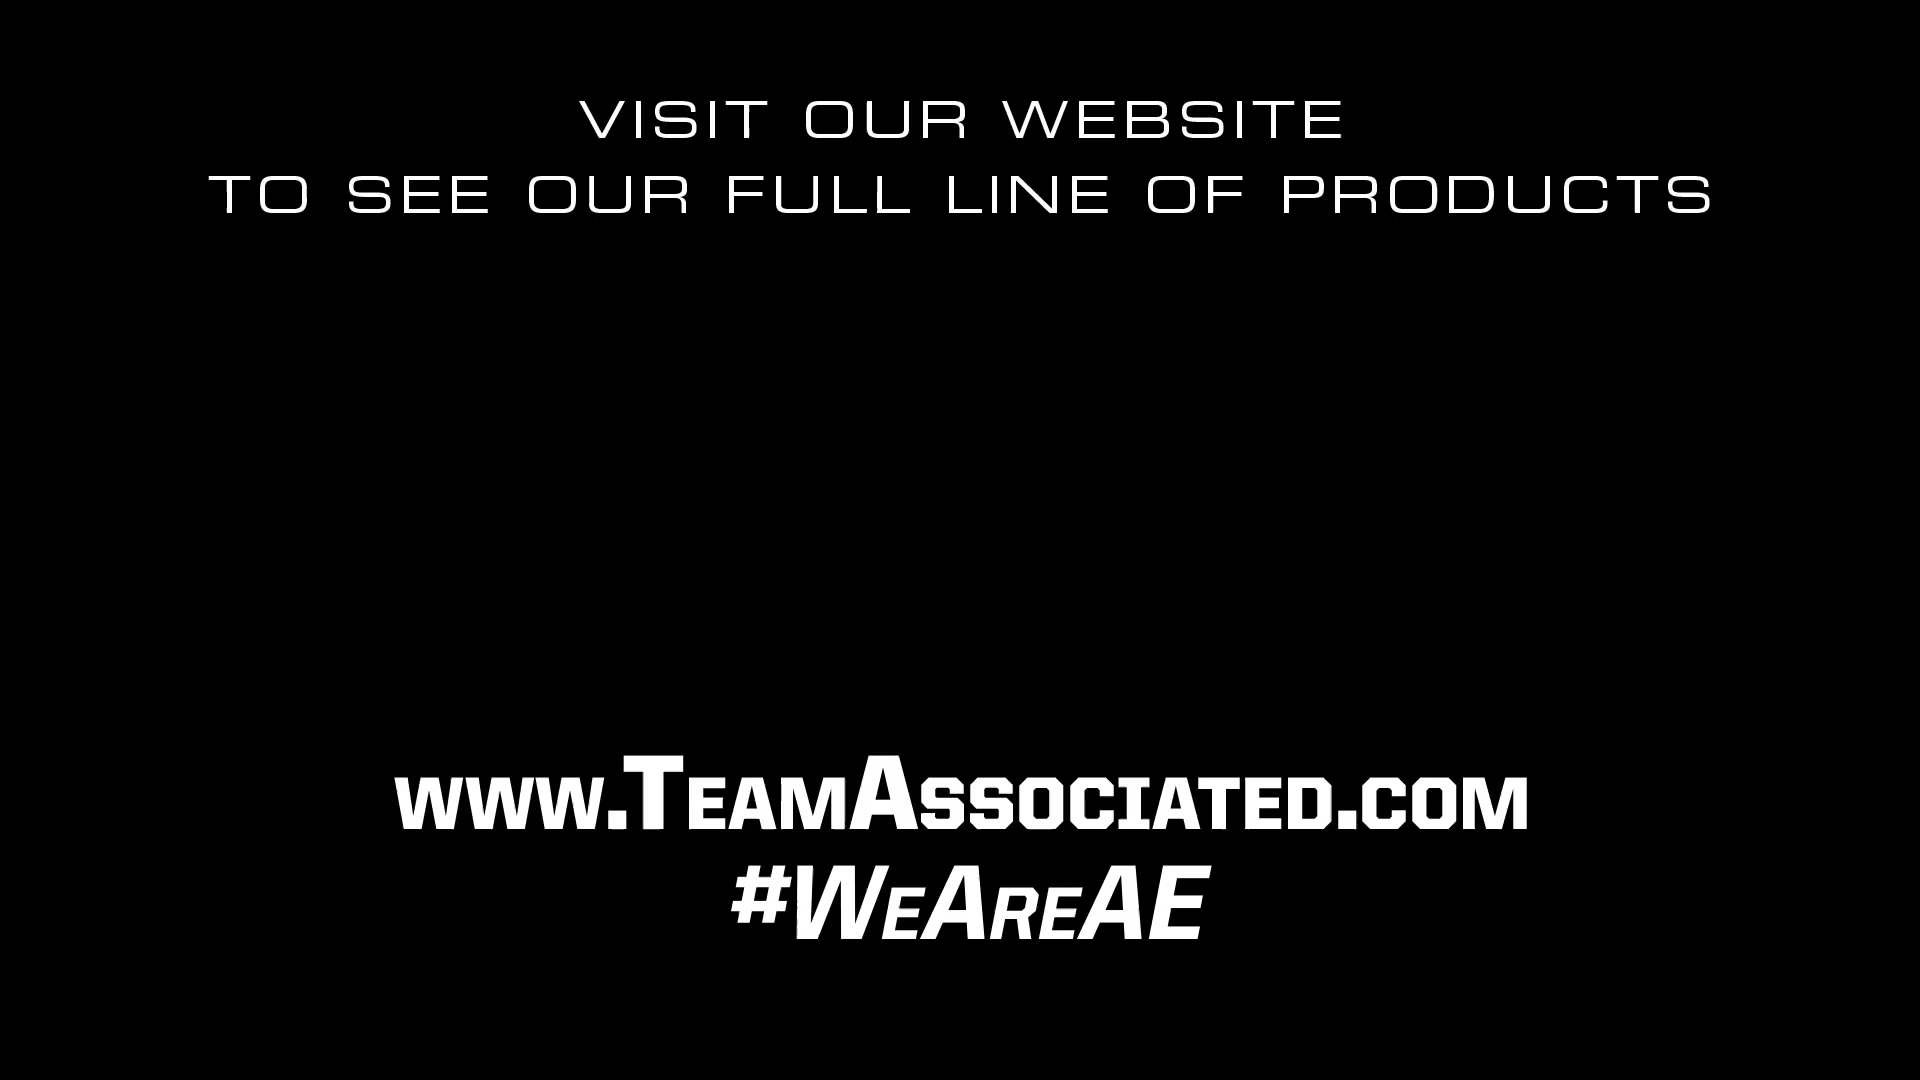 VISIT OUR WEBSITE
TO SEE OUR FULL LINE OF PRODUCTS
www.TeamAssociated.com
#WeAreAE